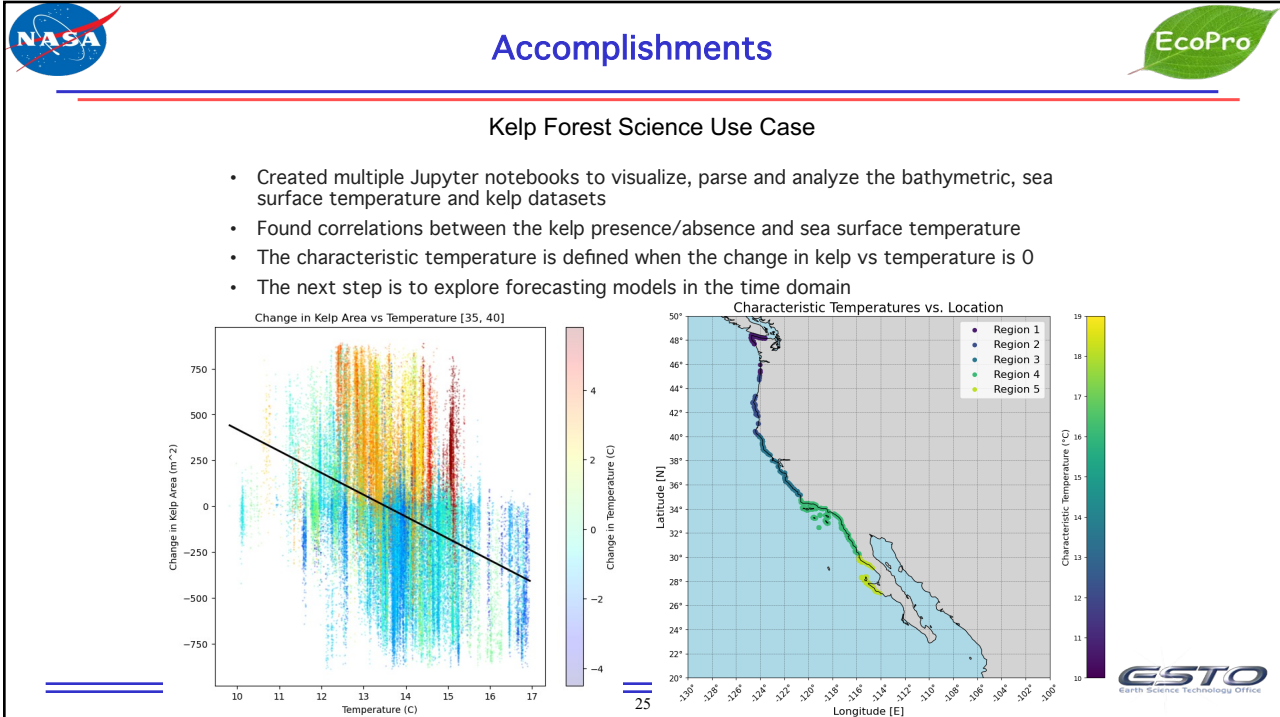 NASA
Accomplishments
EcoPro
Kelp Forest Science Use Case
• Created multiple Jupyter notebooks to visualize, parse and analyze the bathymetric, sea
surface temperature and kelp datasets
• Found correlations between the kelp presence/absence and sea surface temperature
• The characteristic temperature is defined when the change in kelp vs temperature is 0
• The next step is to explore forecasting models in the time domain
Change in Kelp Area vs Temperature [35, 40]
750
500
250
0
−250
−500
−750
Change in Kelp Area (m^2)
10 11 12 13 14 15 16 17
Temperature (C)
4
2
0
−2
−4
Change in Temperature (C)
Characteristic Temperatures vs. Location
50°
48°
46°
44°
42°
40°
38°
36°
34°
32°
30°
28°
26°
24°
22°
20°
Latitude [N]
Region 1
Region 2
Region 3
Region 4
Region 5
-130° -128° -126° -124° -122° -120° -118° -116° -114° -112° -110° -108° -106° -104° -102° -100°
Longitude [E]
19
18
17
16
15
14
13
12
11
10
Characteristic Temperature (°C)
25
ESTO
Earth Science Technology Office